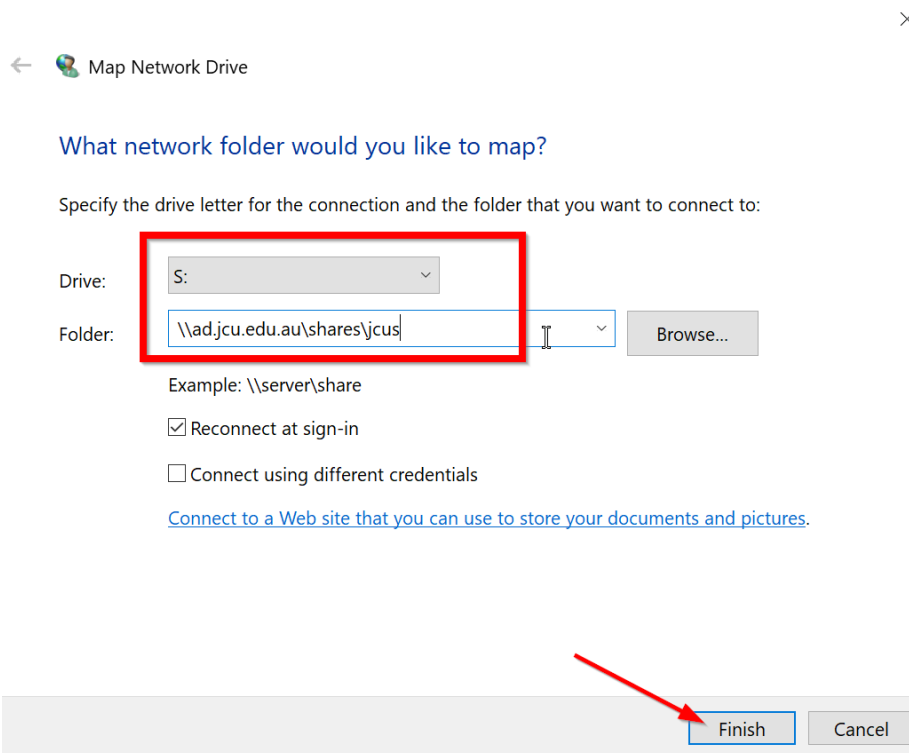 Map Network Drive
What network folder would you like to map?
Specify the drive letter for the connection and the folder that you want to connect to:
Drive: S:
Folder: \\ad.jcu.edu.au\shares\jcus Browse...
Example: \\server\share
Reconnect at sign-in
Connect using different credentials
Connect to a Web site that you can use to store your documents and pictures.
Finish Cancel